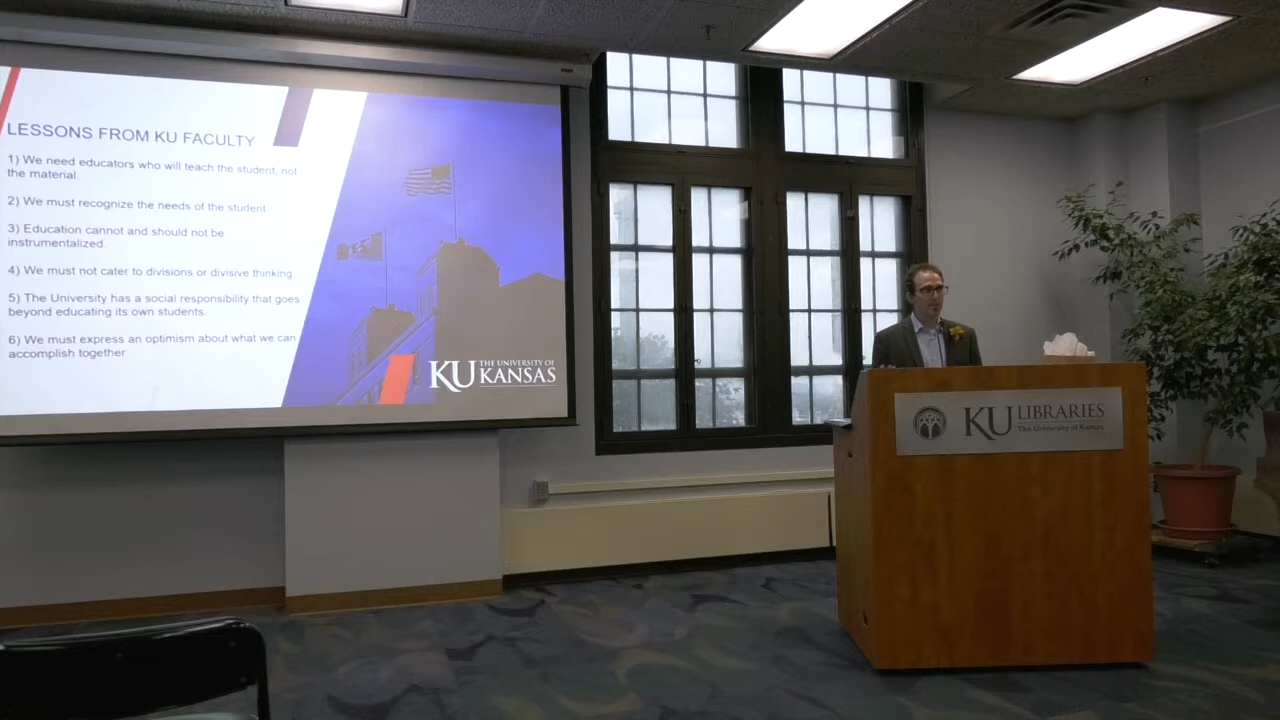 LESSONS FROM KU FACULTY
1) We need educators who will teach the student, not
the material.
2) We must recognize the needs of the student.
3) Education cannot and should not be
instrumentalized.
4) We must not cater to divisions or divisive thinking.
5) The University has a social responsibility that goes
beyond educating its own students.
6) We must express an optimism about what we can
accomplish together
KU THE UNIVERSITY OF
KANSAS
KU LIBRARIES
The University of Kansas